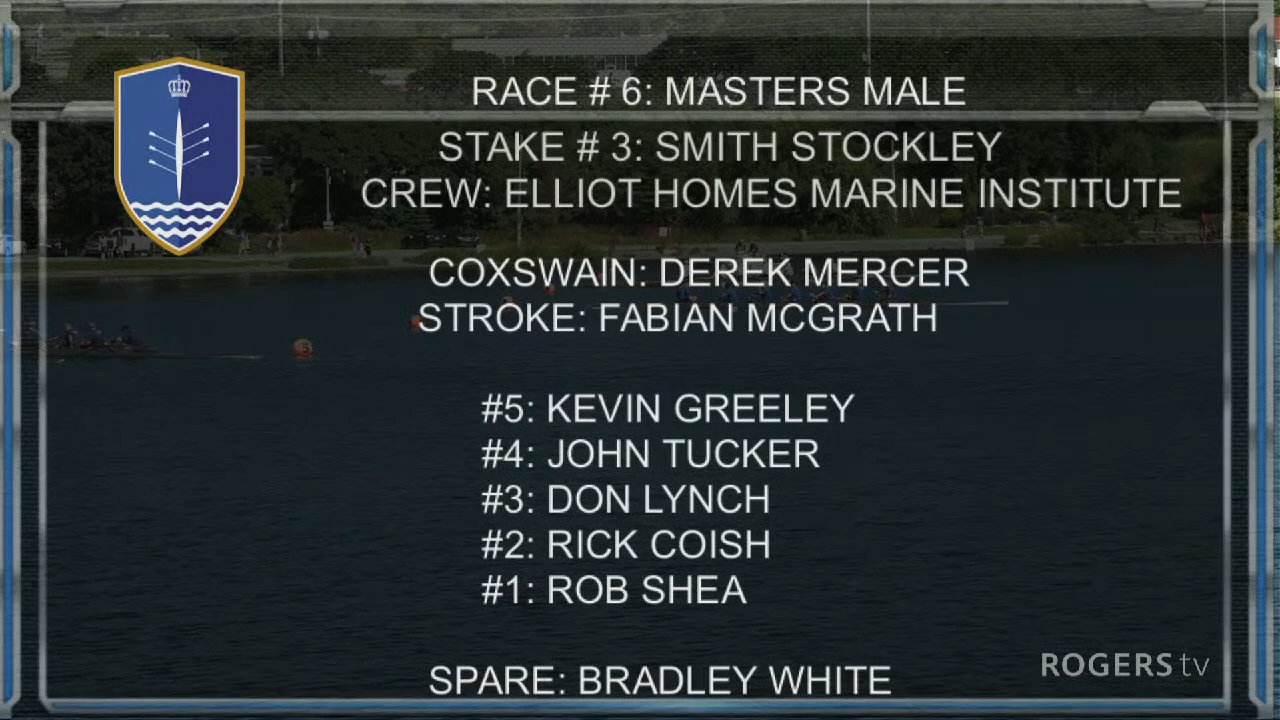 RACE # 6: MASTERS MALE
STAKE # 3: SMITH STOCKLEY
CREW: ELLIOT HOMES MARINE INSTITUTE
COXSWAIN: DEREK MERCER
STROKE: FABIAN MCGRATH
#5: KEVIN GREELEY
#4: JOHN TUCKER
#3: DON LYNCH
#2: RICK COISH
#1: ROB SHEA
SPARE: BRADLEY WHITE
ROGERS tv